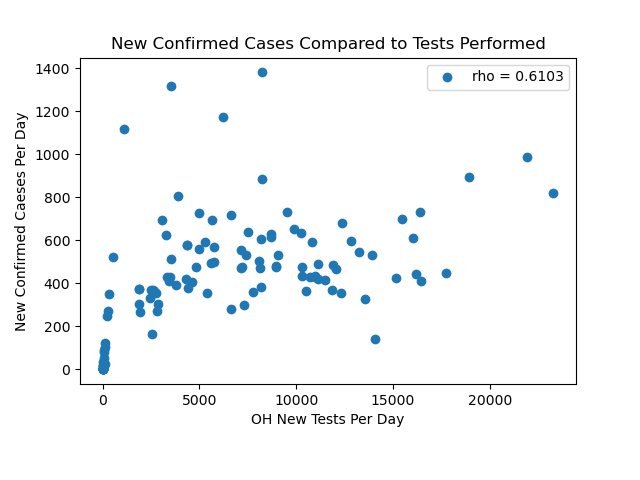 New Confirmed Cases Compared to Tests Performed
rho = 0.6103
New Confirmed Caeses Per Day
1400
1200
1000
800
600
400
200
0
0 5000 10000 15000 20000
OH New Tests Per Day